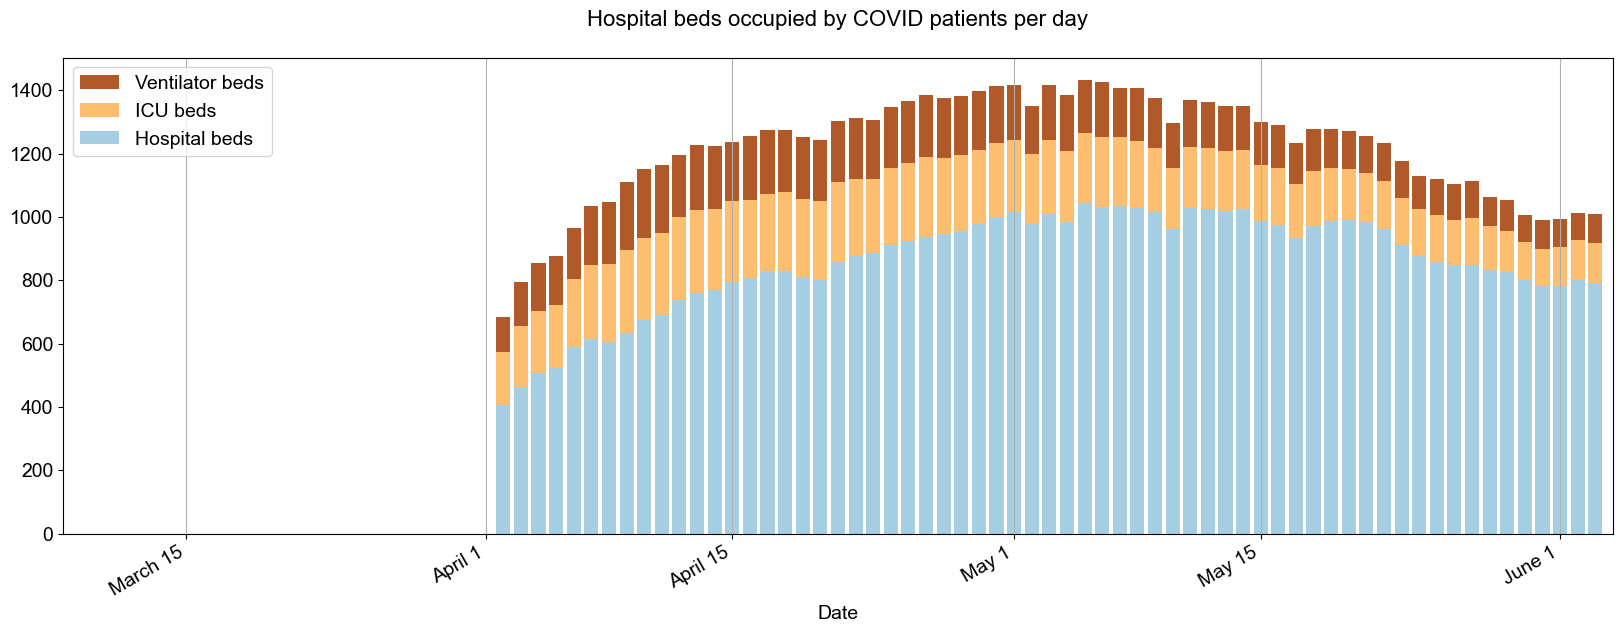 Hospital beds occupied by COVID patients per day
Ventilator beds
ICU beds
Hospital beds
1400
1200
1000
800
600
400
200
0
March 15
April 1
April 15
May 1
May 15
June 1
Date